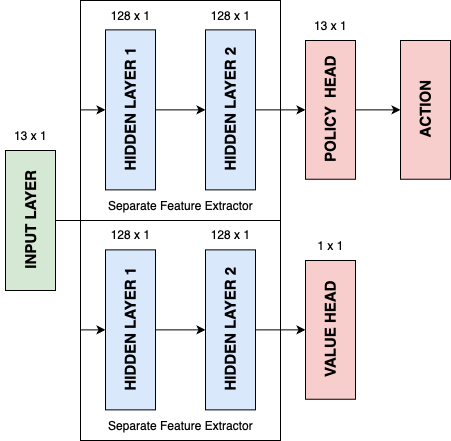 128 x 1
128 x 1
13 x 1
HIDDEN LAYER 1
HIDDEN LAYER 2
POLICY HEAD
ACTION
13 x 1
INPUT LAYER
Separate Feature Extractor
128 x 1
128 x 1
1 x 1
HIDDEN LAYER 1
HIDDEN LAYER 2
VALUE HEAD
Separate Feature Extractor